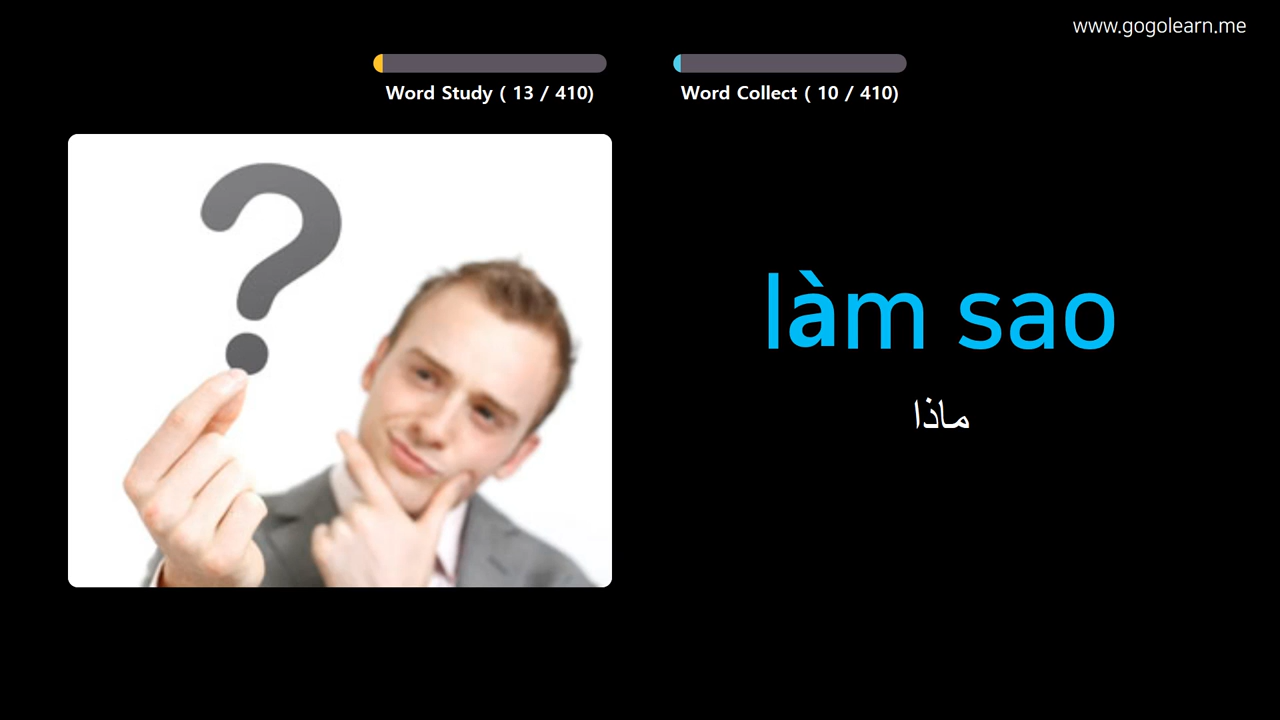 www.gogolearn.me
Word Study ( 13 / 410)
Word Collect ( 10 / 410)
?
làm sao
ماذا